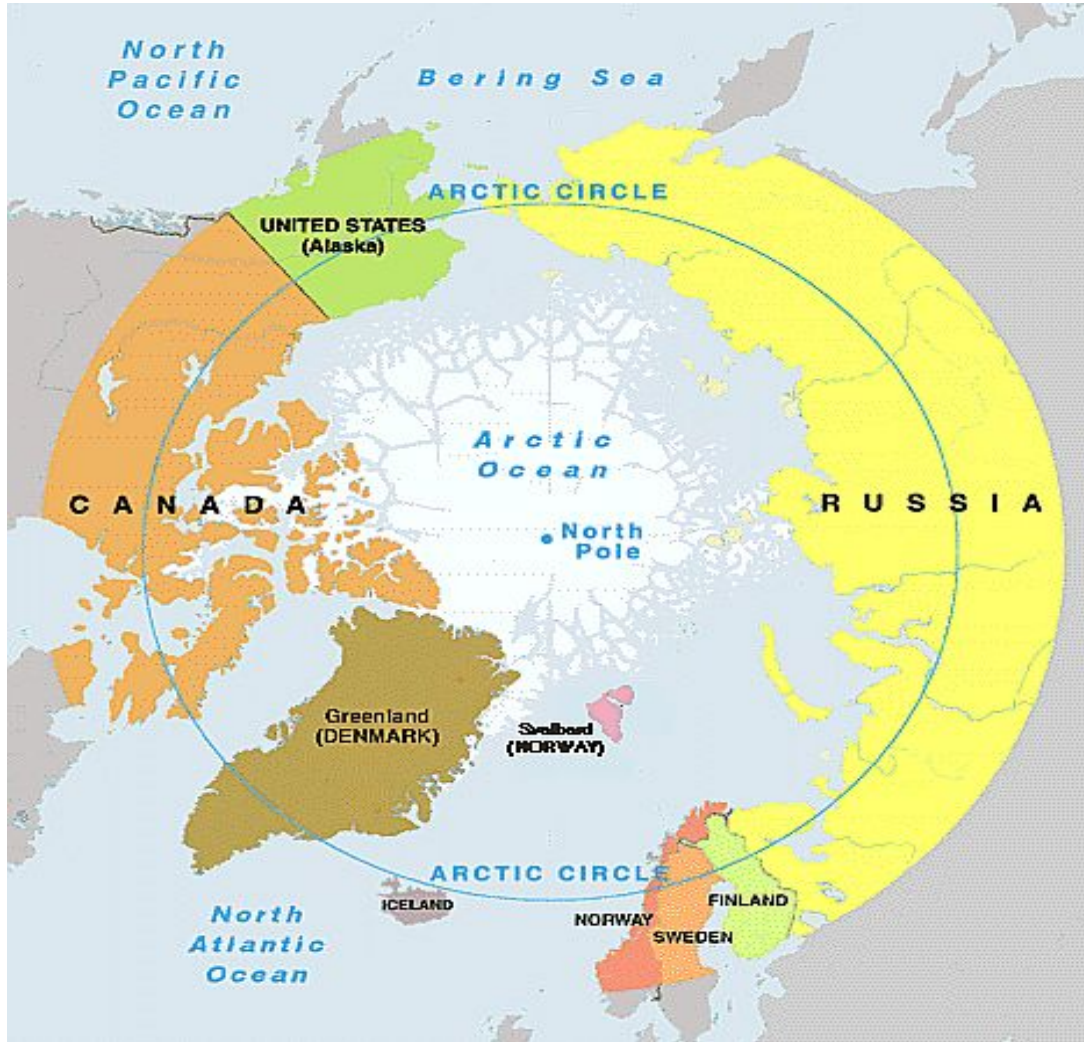 North
Pacific
Ocean
Bering Sea
ARCTIC CIRCLE
UNITED STATES
(Alaska)
Arctic
Ocean
CANADA
RUSSIA
North
Pole
Greenland
(DENMARK)
Svalbard
(NORWAY)
ARCTIC CIRCLE
ICELAND
FINLAND
NORWAY
SWEDEN
North
Atlantic
Ocean